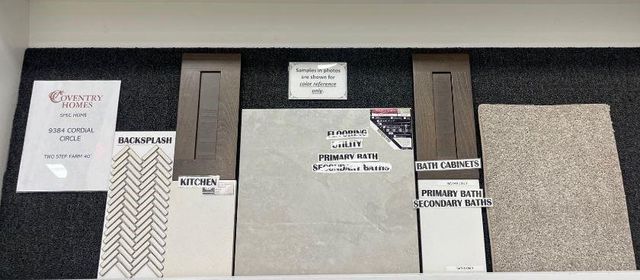 COVENTRY
HOMES
SPEC HOME
9384 CORDIAL
CIRCLE
TWO STEP FARM 40'
BACKSPLASH
KITCHEN
Samples in photos
are shown for
color reference
only.
FLOORING
UTILITY
PRIMARY BATH
SECONDARY BATHS
BATH CABINETS
PRIMARY BATH
SECONDARY BATHS